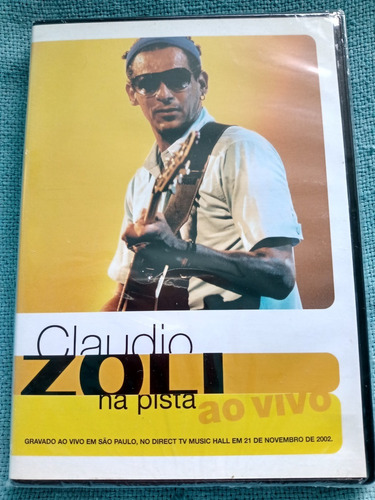 Claudio
ZOLI
na pista
ao vivo
GRAVADO AO VIVO EM SÃO PAULO, NO DIRECT TV MUSIC HALL EM 21 DE NOVEMBRO DE 2002.